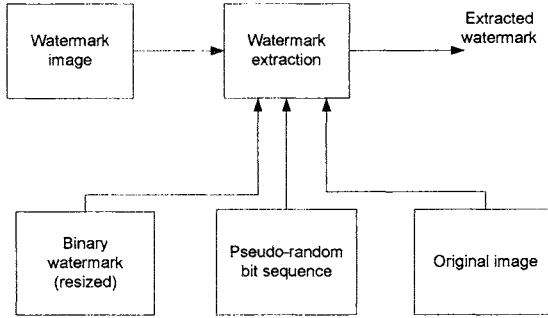 Watermark
image
Watermark
extraction
Extracted
watermark
Binary
watermark
(resized)
Pseudo-random
bit sequence
Original image